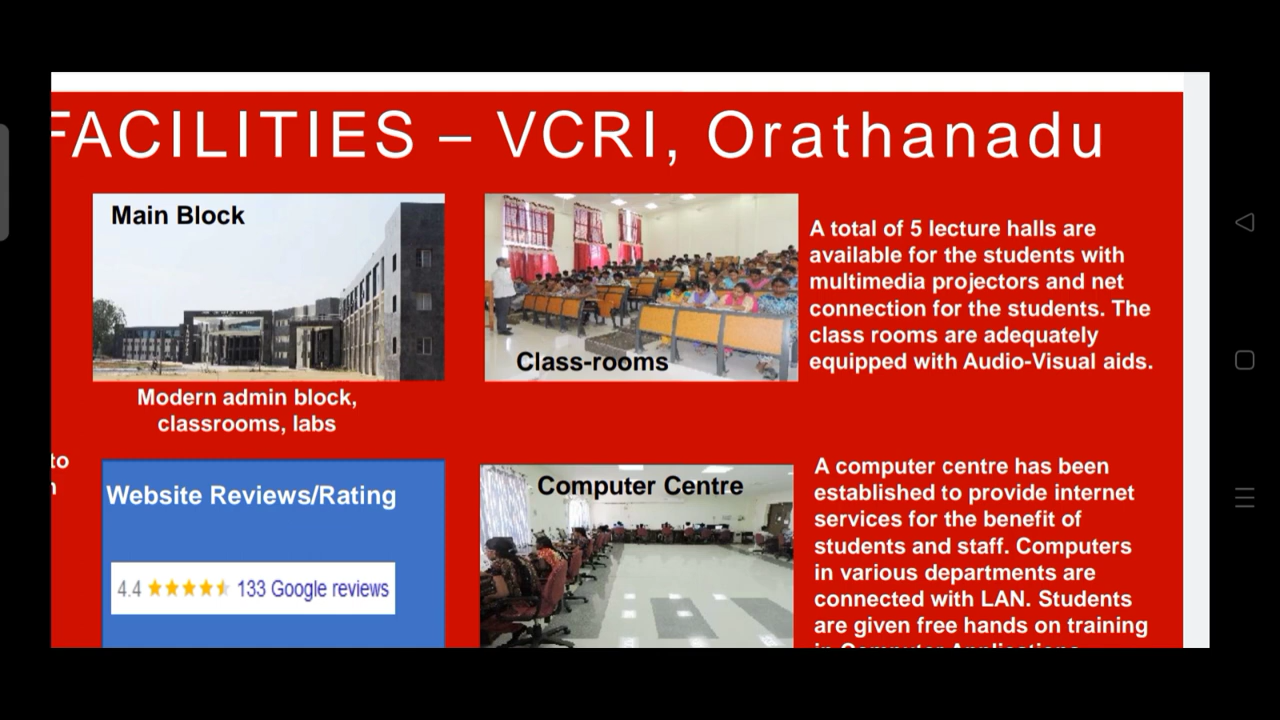 FACILITIES – VCRI, Orathanadu
Main Block
Modern admin block,
classrooms, labs
Class-rooms
A total of 5 lecture halls are
available for the students with
multimedia projectors and net
connection for the students. The
class rooms are adequately
equipped with Audio-Visual aids.
to
Website Reviews/Rating
4.4 133 Google reviews
Computer Centre
A computer centre has been
established to provide internet
services for the benefit of
students and staff. Computers
in various departments are
connected with LAN. Students
are given free hands on training
in Computer Applications